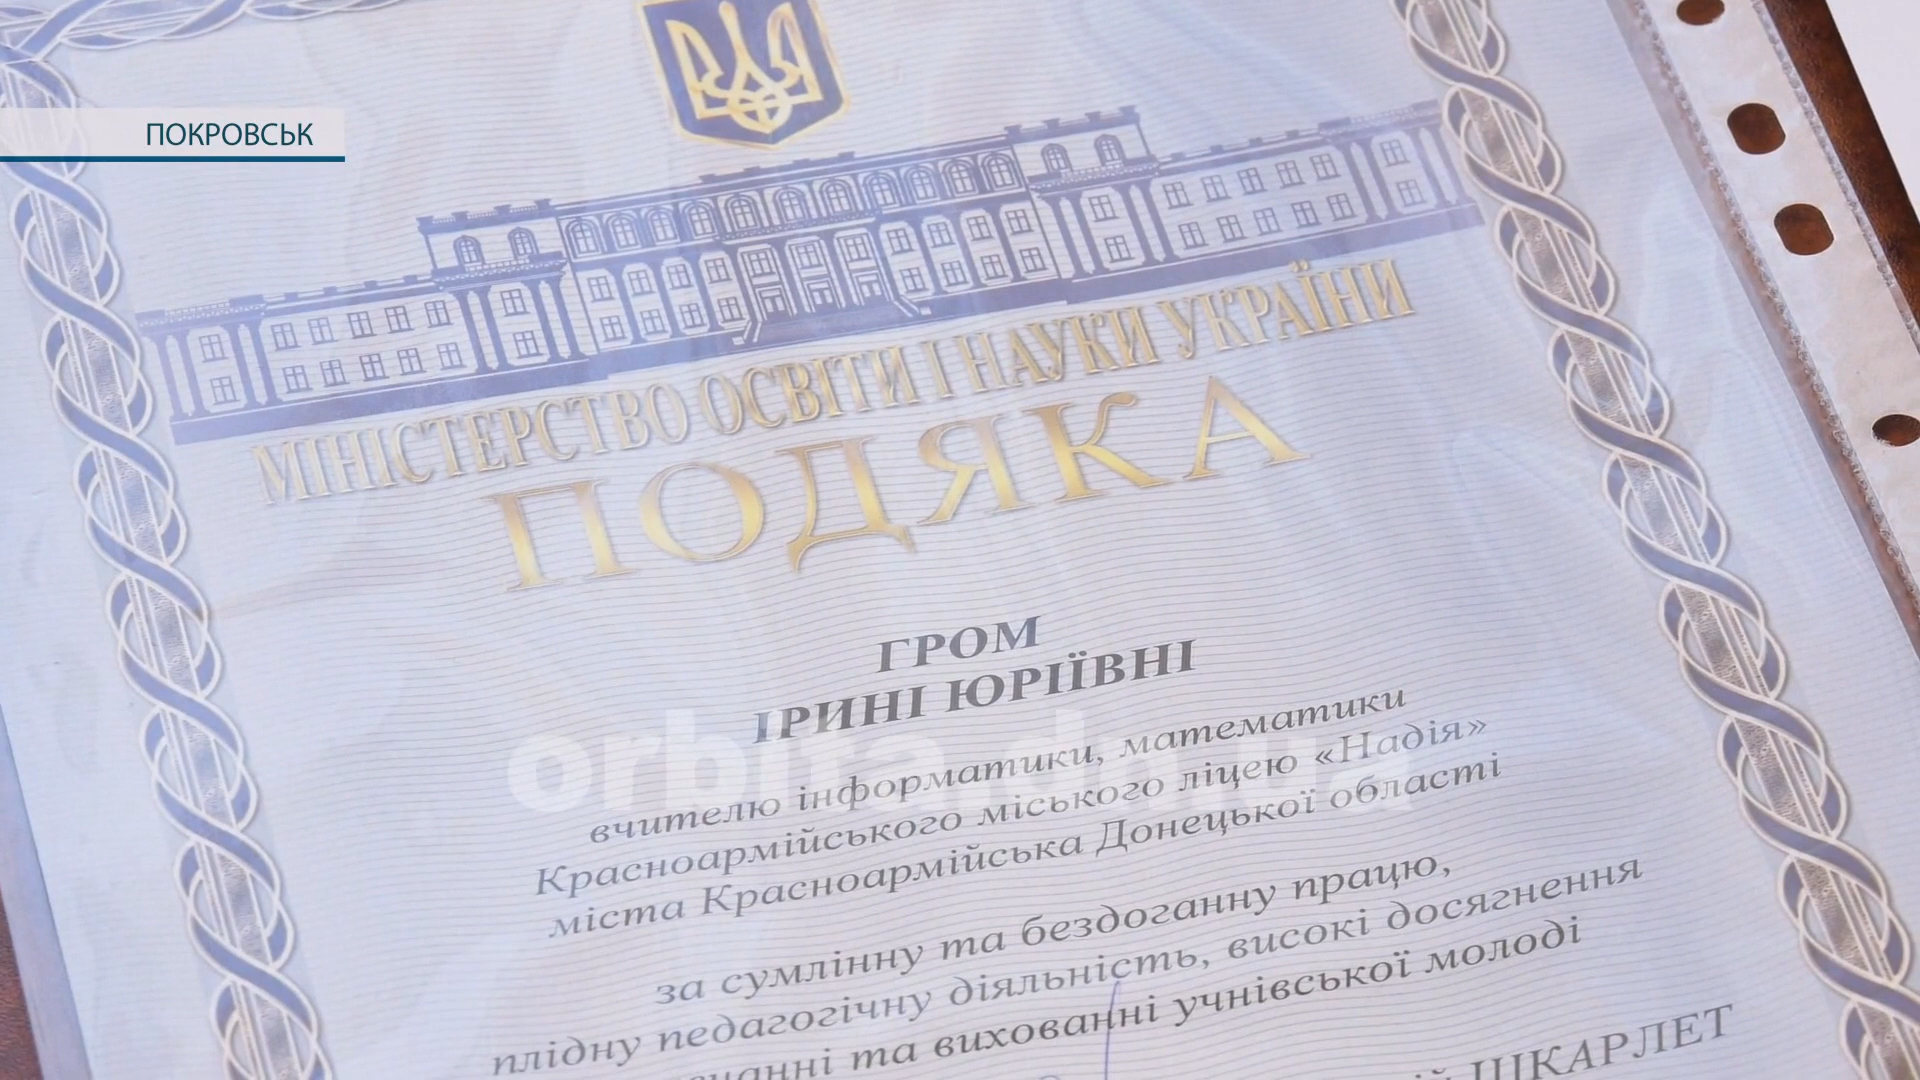 ПОКРОВСЬК
МІНІСТЕРСТВО ОСВІТИ І НАУКИ УКРАЇНИ
ПОДЯКА
ГРОМ
ІРИНІ ЮРІЇВНІ
вчителю інформатики, математики
Красноармійського міського ліцею «Надія»
міста Красноармійська Донецької області
orbita.dn.ua
за сумлінну та бездоганну працю,
плідну педагогічну діяльність, високі досягнення
та вихованні учнівської молоді
ШКАРЛЕТ